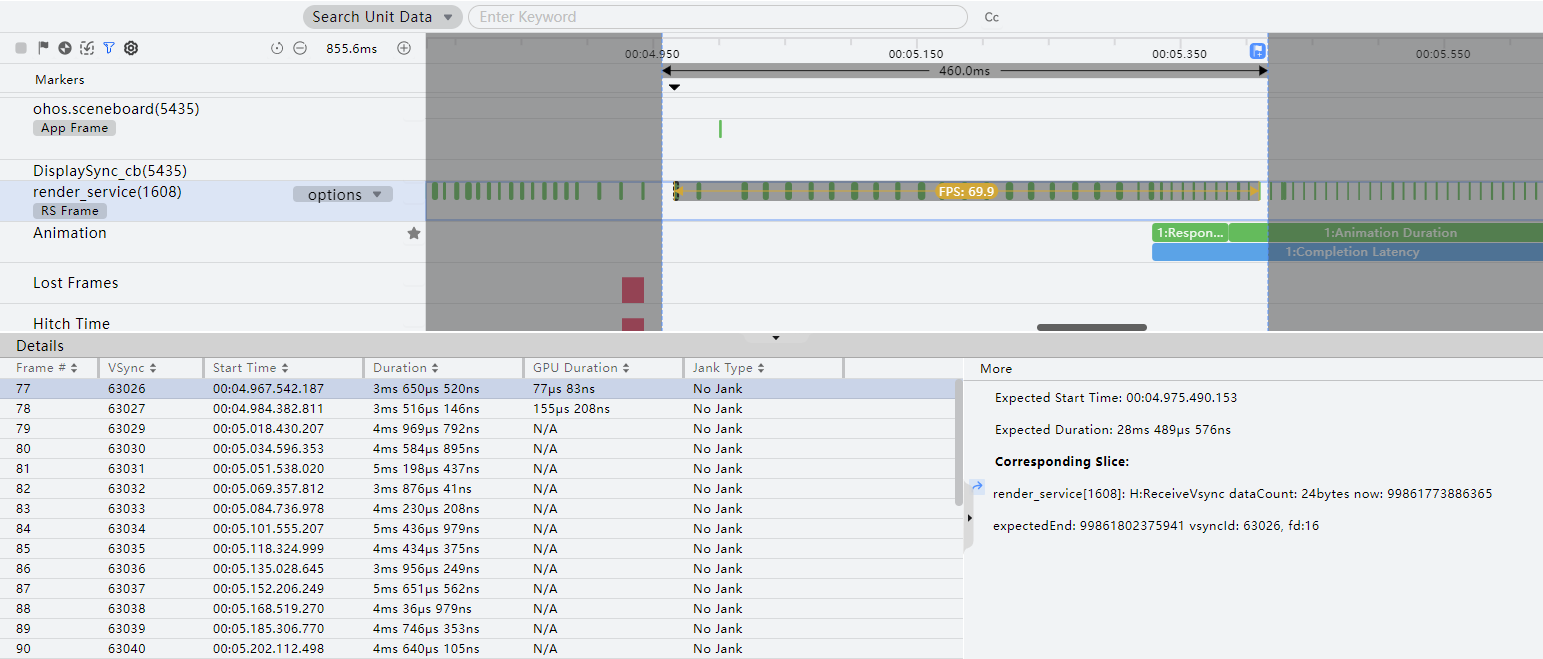 Search Unit Data Enter Keyword Cc
855.6ms 00:04.950 00:05.150 00:05.350 00:05.550
460.0ms
Markers
ohos.sceneboard(5435)
App Frame
DisplaySync_cb(5435)
render_service(1608) options FPS: 69.9
RS Frame
Animation 1:Respon... 1:Animation Duration
1:Completion Latency
Lost Frames
Hitch Time
Details
Frame # VSync Start Time Duration GPU Duration Jank Type
77 63026 00:04.967.542.187 3ms 650μs 520ns 77μs 83ns No Jank
78 63027 00:04.984.382.811 3ms 516μs 146ns 155μs 208ns No Jank
79 63029 00:05.018.430.207 4ms 969μs 792ns N/A No Jank
80 63030 00:05.034.596.353 4ms 584μs 895ns N/A No Jank
81 63031 00:05.051.538.020 5ms 198μs 437ns N/A No Jank
82 63032 00:05.069.357.812 3ms 876μs 41ns N/A No Jank
83 63033 00:05.084.736.978 4ms 230μs 208ns N/A No Jank
84 63034 00:05.101.555.207 5ms 436μs 979ns N/A No Jank
85 63035 00:05.118.324.999 4ms 434μs 375ns N/A No Jank
86 63036 00:05.135.028.645 3ms 956μs 249ns N/A No Jank
87 63037 00:05.152.206.249 5ms 651μs 562ns N/A No Jank
88 63038 00:05.168.519.270 4ms 36μs 979ns N/A No Jank
89 63039 00:05.185.306.770 4ms 746μs 353ns N/A No Jank
90 63040 00:05.202.112.498 4ms 640μs 105ns N/A No Jank
More
Expected Start Time: 00:04.975.490.153
Expected Duration: 28ms 489μs 576ns
Corresponding Slice:
render_service[1608]: H:ReceiveVsync dataCount: 24bytes now: 99861773886365
expectedEnd: 99861802375941 vsyncId: 63026, fd:16